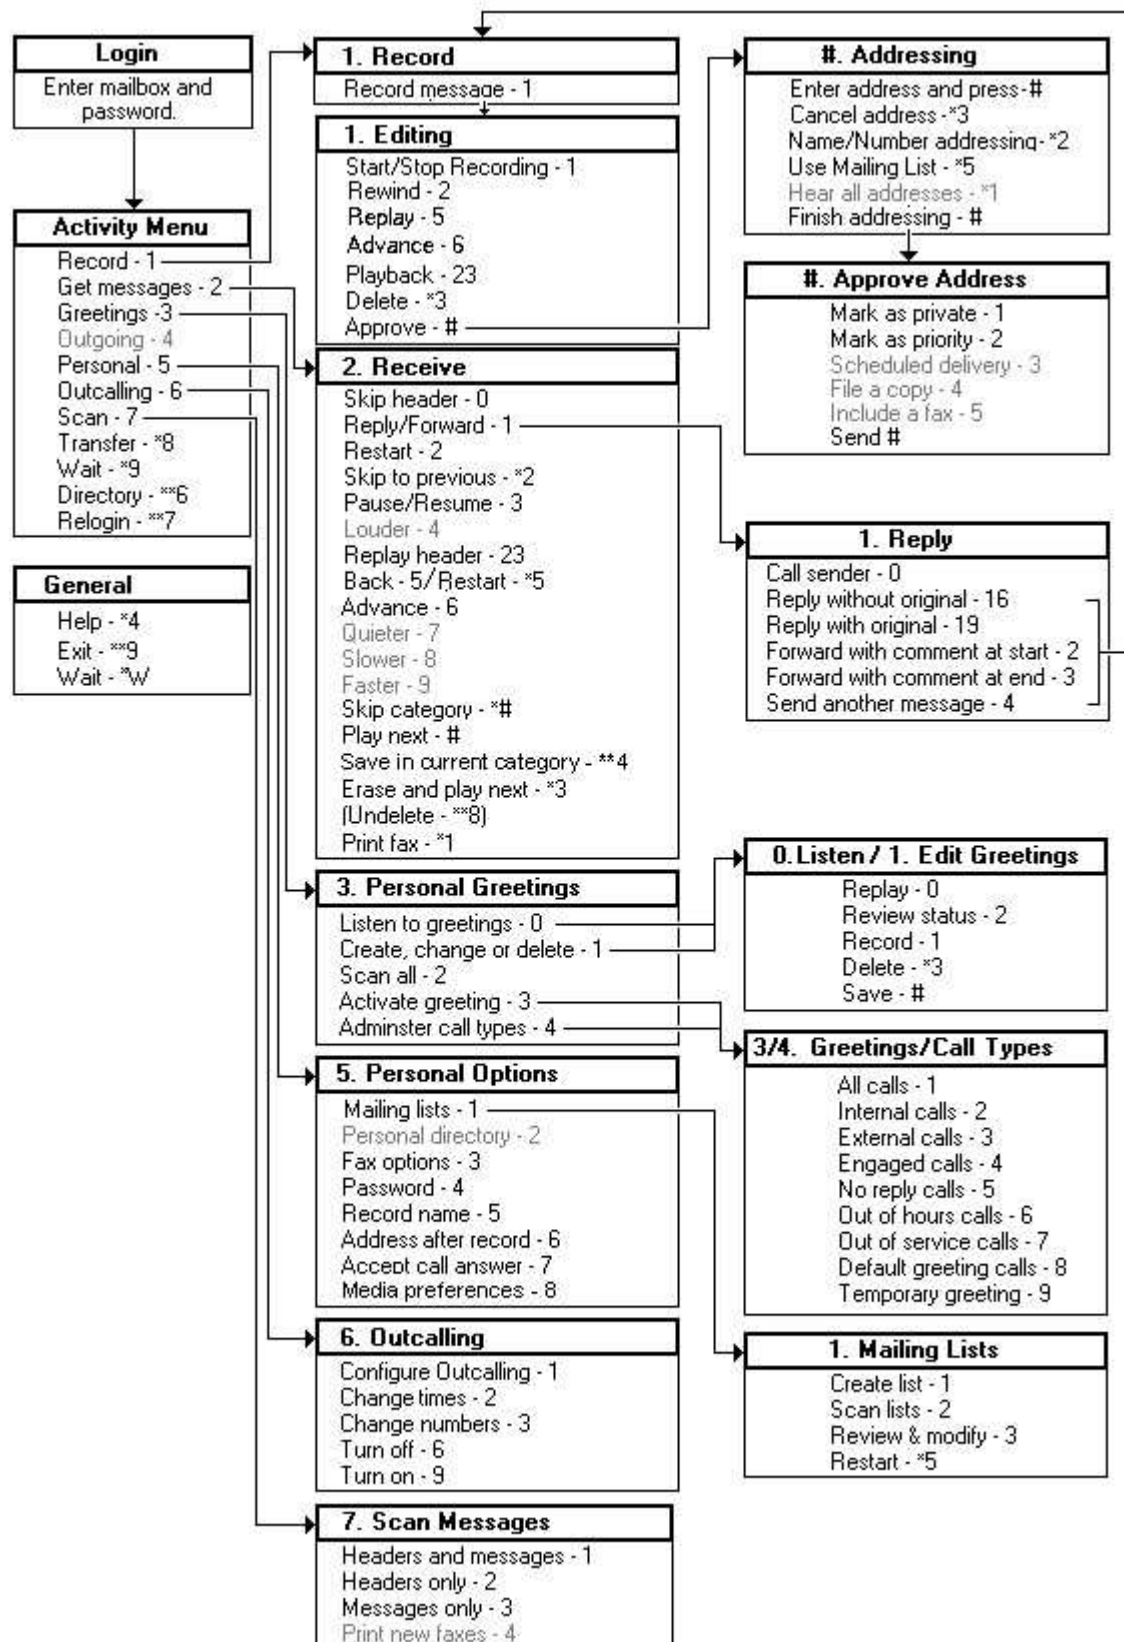 Login
Enter mailbox and
password.
Activity Menu
Record - 1
Get messages - 2
Greetings -3
Outgoing - 4
Personal - 5
Outcalling - 6
Scan - 7
Transfer - *8
Wait - *9
Directory - **6
Relogin - **7
General
Help - *4
Exit - **9
Wait - *W
1. Record
Record message - 1
1. Editing
Start/Stop Recording - 1
Rewind - 2
Replay - 5
Advance - 6
Playback - 23
Delete - *3
Approve - #
2. Receive
Skip header - 0
Reply/Forward - 1
Restart - 2
Skip to previous - *2
Pause/Resume - 3
Louder - 4
Replay header - 23
Back - 5/Restart - *5
Advance - 6
Quieter - 7
Slower - 8
Faster - 9
Skip category - *#
Play next - #
Save in current category - **4
Erase and play next - *3
(Undelete - **8)
Print fax - *1
3. Personal Greetings
Listen to greetings - 0
Create, change or delete - 1
Scan all - 2
Activate greeting - 3
Adminster call types - 4
5. Personal Options
Mailing lists - 1
Personal directory - 2
Fax options - 3
Password - 4
Record name - 5
Address after record - 6
Accept call answer - 7
Media preferences - 8
6. Outcalling
Configure Outcalling - 1
Change times - 2
Change numbers - 3
Turn off - 6
Turn on - 9
7. Scan Messages
Headers and messages - 1
Headers only - 2
Messages only - 3
Print new faxes - 4
#. Addressing
Enter address and press-#
Cancel address -*3
Name/Number addressing-*2
Use Mailing List - *5
Hear all addresses - *1
Finish addressing - #
#. Approve Address
Mark as private - 1
Mark as priority - 2
Scheduled delivery - 3
File a copy - 4
Include a fax - 5
Send #
1. Reply
Call sender - 0
Reply without original - 16
Reply with original - 19
Forward with comment at start - 2
Forward with comment at end - 3
Send another message - 4
0. Listen / 1. Edit Greetings
Replay - 0
Review status - 2
Record - 1
Delete - *3
Save - #
3/4. Greetings/Call Types
All calls - 1
Internal calls - 2
External calls - 3
Engaged calls - 4
No reply calls - 5
Out of hours calls - 6
Out of service calls - 7
Default greeting calls - 8
Temporary greeting - 9
1. Mailing Lists
Create list - 1
Scan lists - 2
Review & modify - 3
Restart - *5